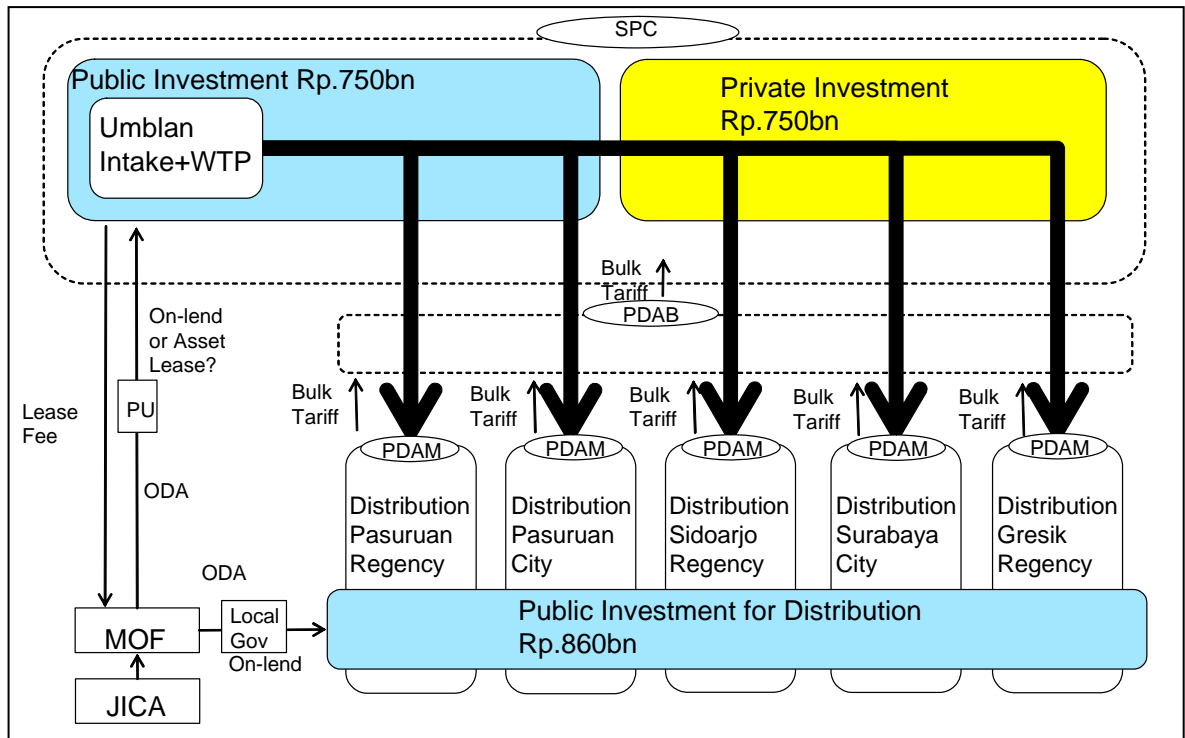 SPC
Public Investment Rp.750bn
Umblan
Intake+WTP
Private Investment
Rp.750bn
Bulk
Tariff
PDAB
On-lend
or Asset
Lease?
PU
Lease
Fee
ODA
Bulk
Tariff
Bulk
Tariff
Bulk
Tariff
Bulk
Tariff
Bulk
Tariff
PDAM
PDAM
PDAM
PDAM
PDAM
Distribution
Pasuruan
Regency
Distribution
Pasuruan
City
Distribution
Sidoarjo
Regency
Distribution
Surabaya
City
Distribution
Gresik
Regency
ODA
MOF
Local
Gov
On-lend
Public Investment for Distribution
Rp.860bn
JICA